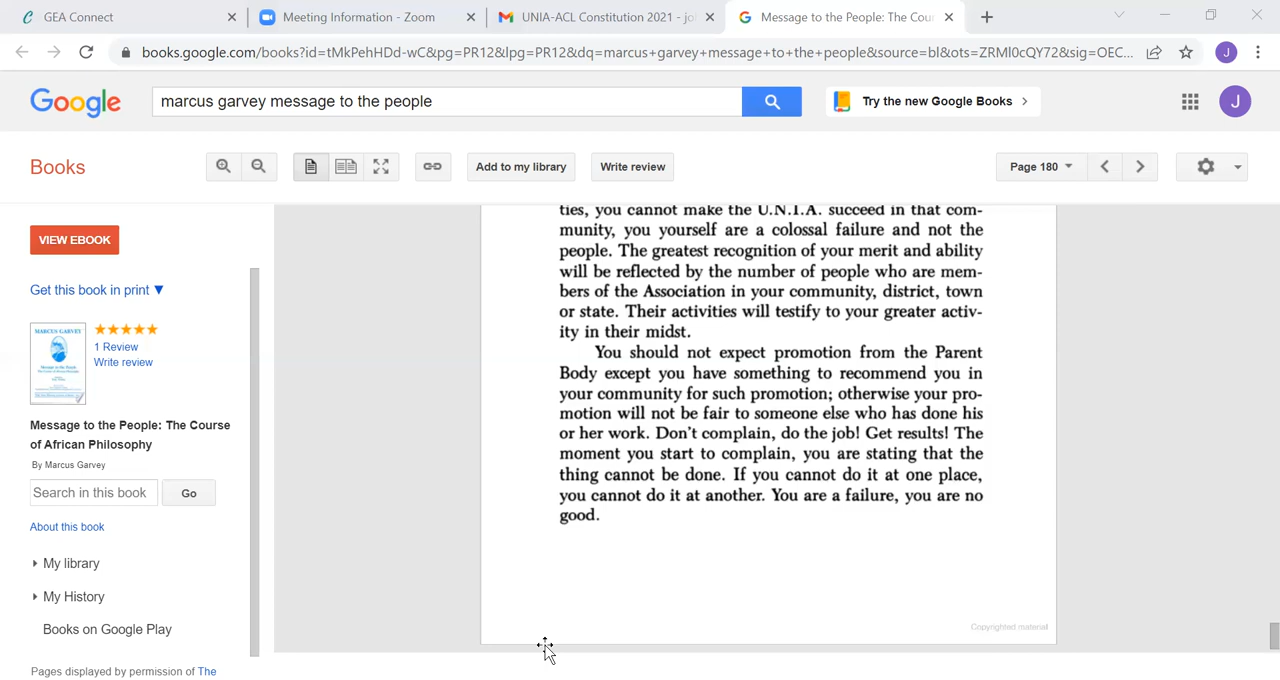 GEA Connect
Meeting Information - Zoom
UNIA-ACL Constitution 2021 - jo
Message to the People: The Cour
books.google.com/books?id=tMkPehHDd-wC&pg=PR12&lpg=PR12&dq=marcus+garvey+message+to+the+people&source=bl&ots=ZRMl0cQY72&sig=OEC...
J
Google
marcus garvey message to the people
Try the new Google Books
J
Books
Add to my library
Write review
Page 180
VIEW EBOOK
Get this book in print ▼
MARCUS GARVEY
1 Review
Write review
Message to the People: The Course
of African Philosophy
By Marcus Garvey
Search in this book
Go
About this book
My library
My History
Books on Google Play
Pages displayed by permission of The
ties, you cannot make the U.N.I.A. succeed in that com-
munity, you yourself are a colossal failure and not the
people. The greatest recognition of your merit and ability
will be reflected by the number of people who are mem-
bers of the Association in your community, district, town
or state. Their activities will testify to your greater activ-
ity in their midst.
You should not expect promotion from the Parent
Body except you have something to recommend you in
your community for such promotion; otherwise your pro-
motion will not be fair to someone else who has done his
or her work. Don't complain, do the job! Get results! The
moment you start to complain, you are stating that the
thing cannot be done. If you cannot do it at one place,
you cannot do it at another. You are a failure, you are no
good.
Copyrighted material